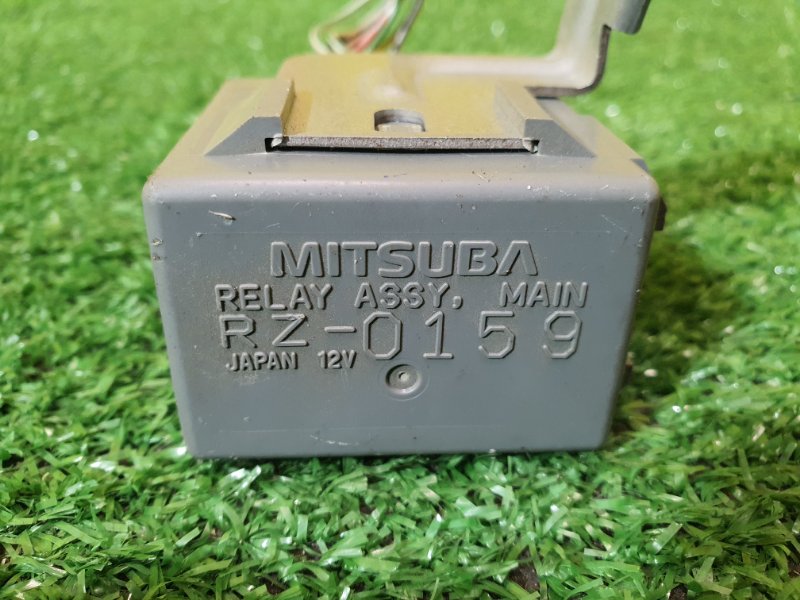 MITSUBA
RELAY ASSY, MAIN
RZ-0159
JAPAN 12V